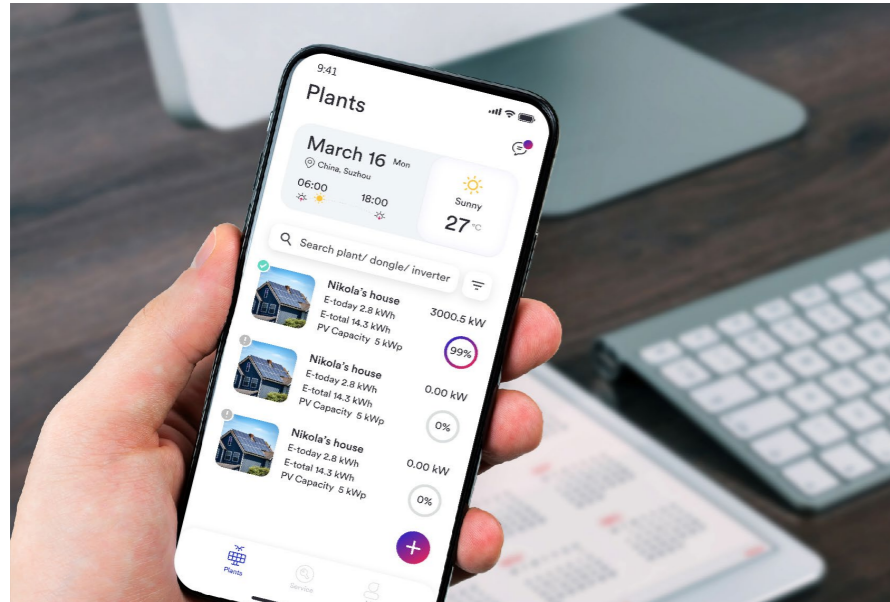 9:41
Plants
March 16 Mon
China, Suzhou
06:00
18:00
Sunny
27 °C
Search plant/ dongle/ inverter
Nikola's house
E-today 2.8 kWh
E-total 14.3 kWh
PV Capacity 5 kWp
3000.5 kW
99%
Nikola's house
E-today 2.8 kWh
E-total 14.3 kWh
PV Capacity 5 kWp
0.00 kW
0%
Nikola's house
E-today 2.8 kWh
E-total 14.3 kWh
PV Capacity 5 kWp
0.00 kW
0%
+
Plants
Service